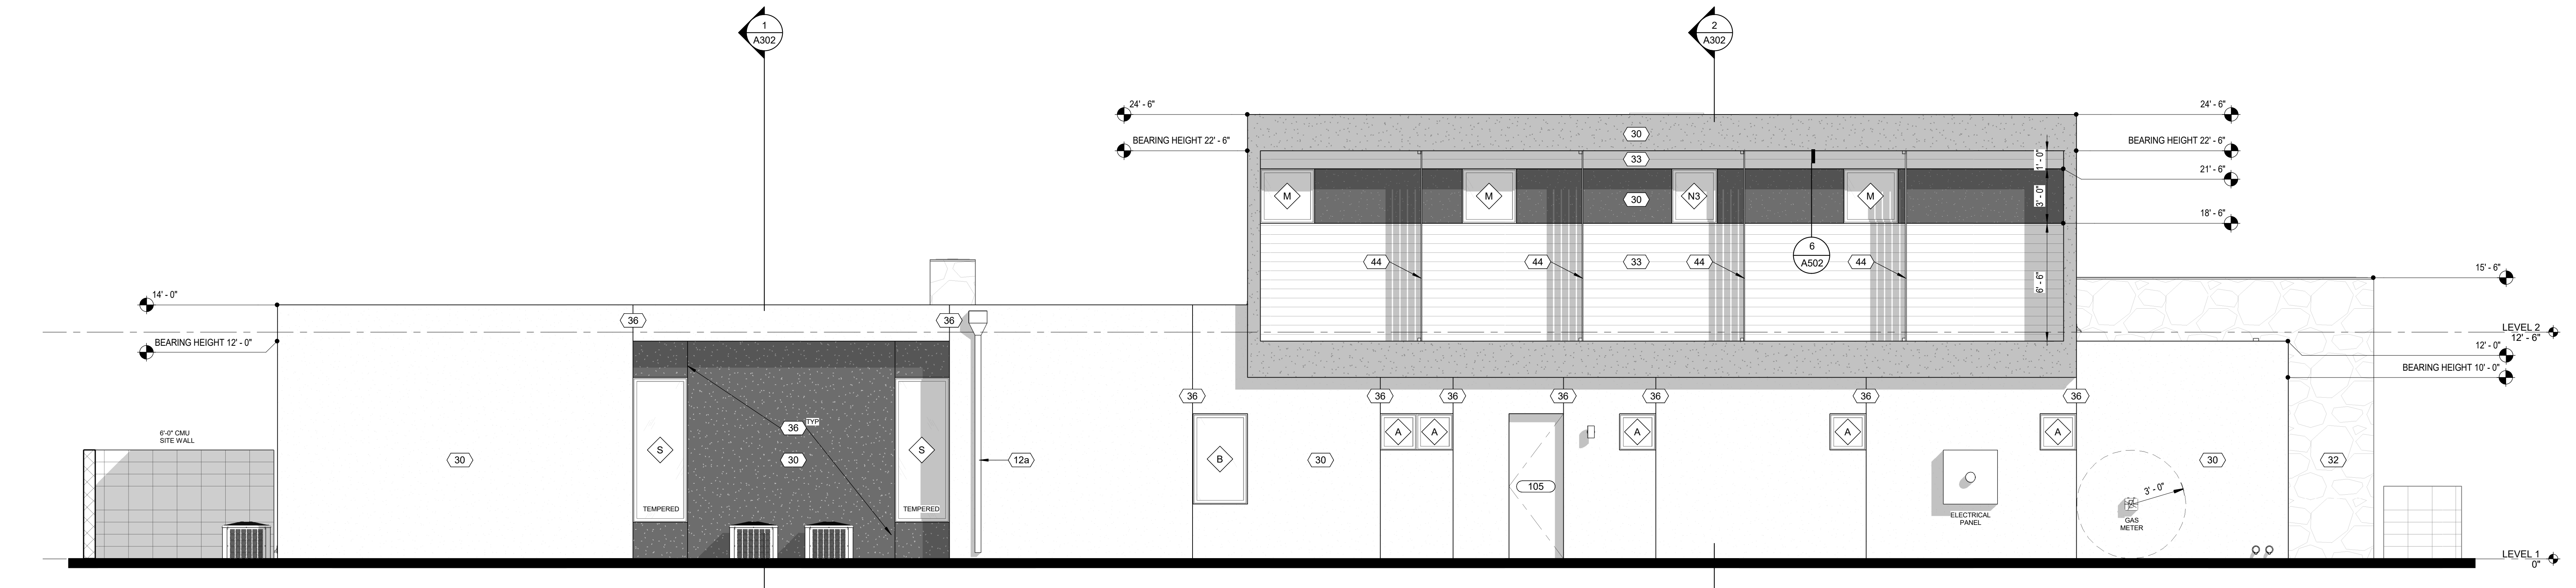 1
A302
2
A302
24' - 6"
24' - 6"
BEARING HEIGHT 22' - 6"
BEARING HEIGHT 22' - 6"
30
33
1' - 0"
21' - 6"
M
M
N3
M
30
3' - 0"
18' - 6"
6
A502
44
44
33
44
44
6' - 6"
15' - 6"
14' - 0"
36
36
LEVEL 2
12' - 6"
BEARING HEIGHT 12' - 0"
12' - 0"
BEARING HEIGHT 10' - 0"
36
36
36
36
36
36
36
36
TYP
A
A
A
A
A
6'-0" CMU
SITE WALL
30
S
30
S
12a
B
30
30
32
105
3' - 0"
TEMPERED
TEMPERED
ELECTRICAL
PANEL
GAS
METER
LEVEL 1
0"